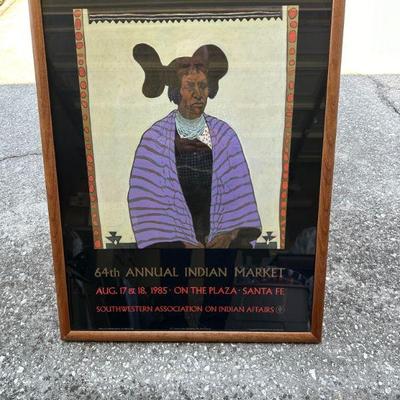 64th ANNUAL INDIAN MARKET
AUG. 17 & 18, 1985 · ON THE PLAZA · SANTA FE
SOUTHWESTERN ASSOCIATION ON INDIAN AFFAIRS